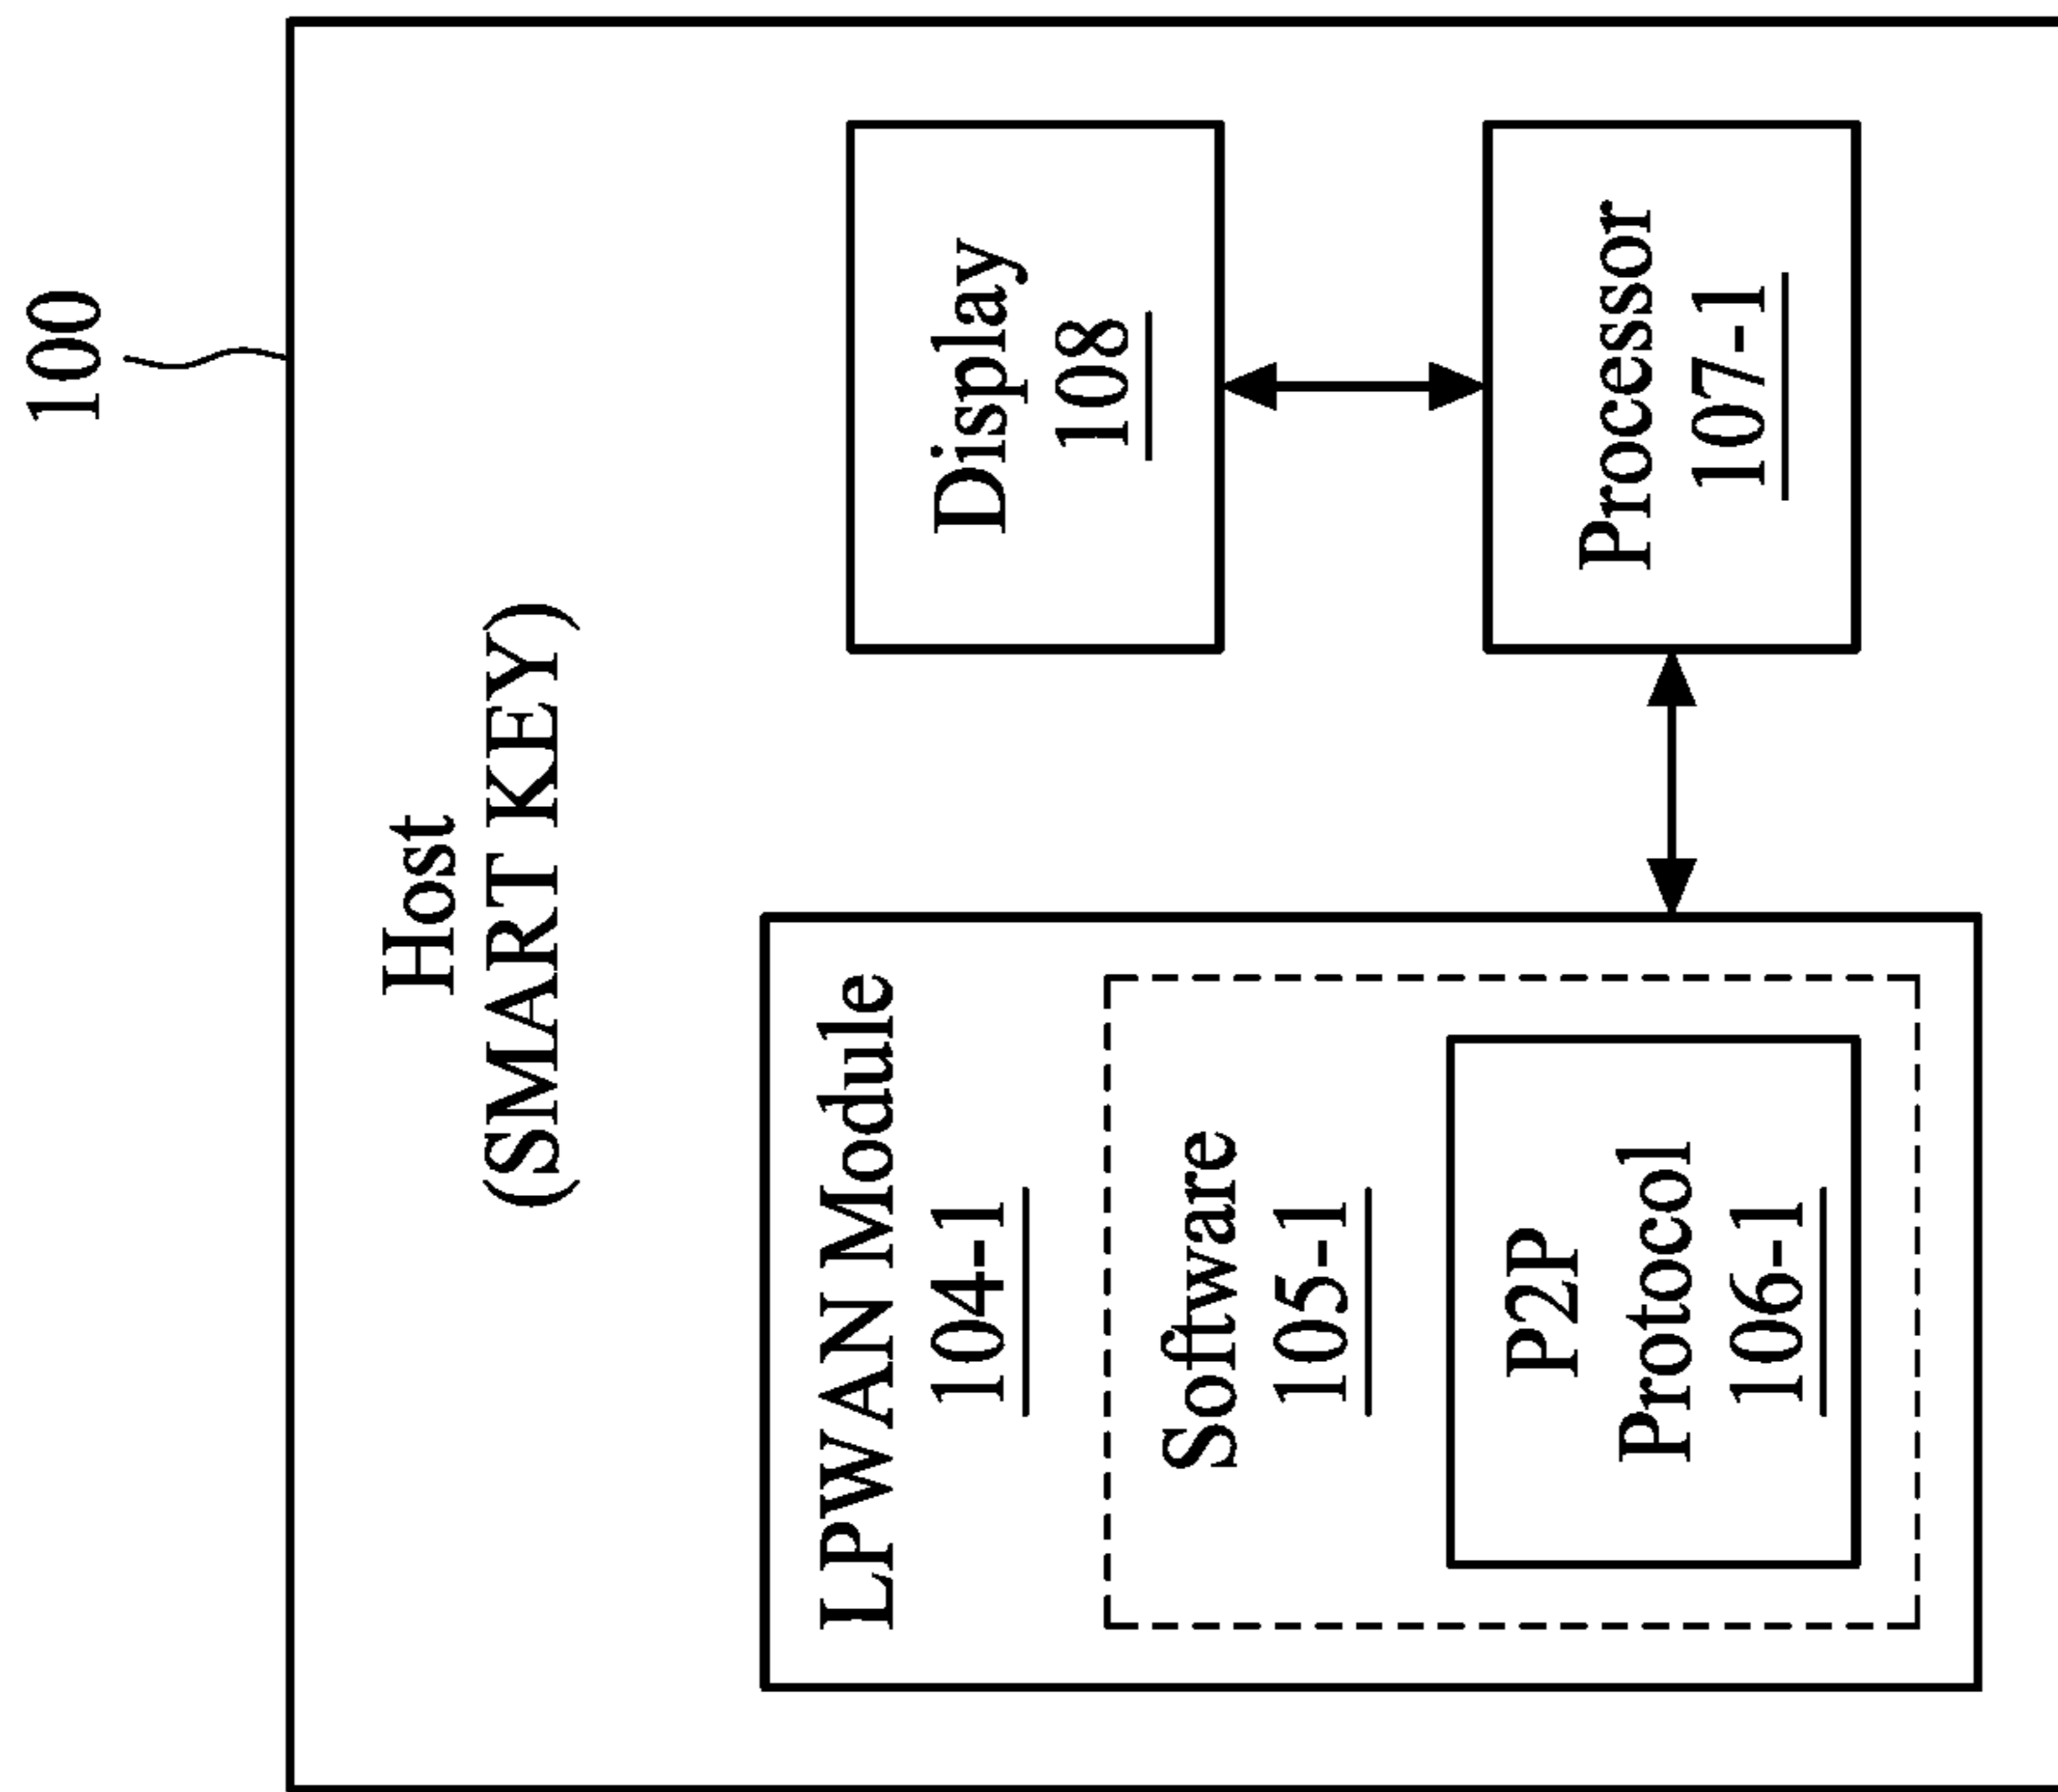 100
Host
(SMART KEY)
LPWAN Module
104-1
Software
105-1
P2P
Protocol
106-1
Display
108
Processor
107-1